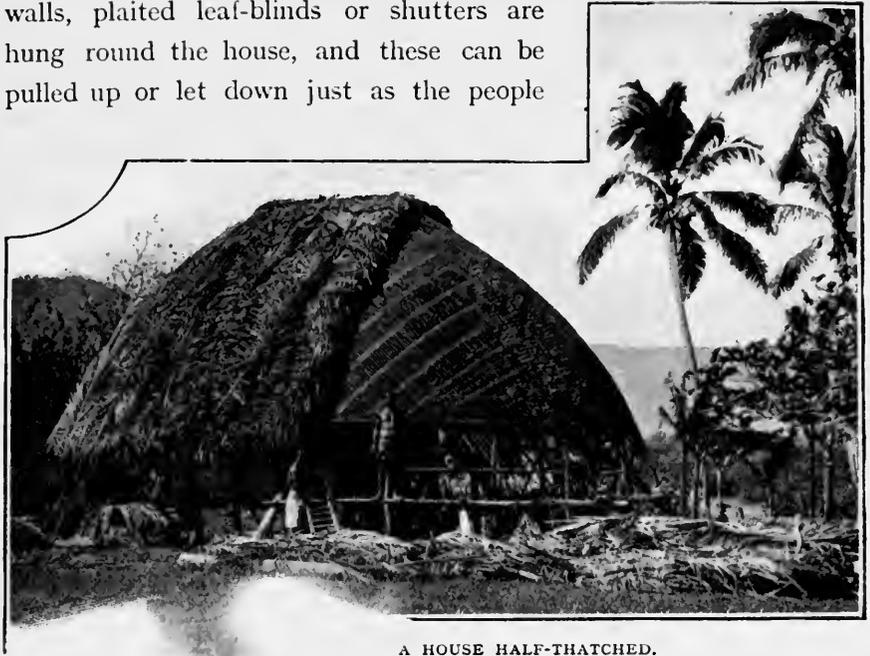 walls, plaited leaf-blinds or shutters are
hung round the house, and these can be
pulled up or let down just as the people
A HOUSE HALF-THATCHED.